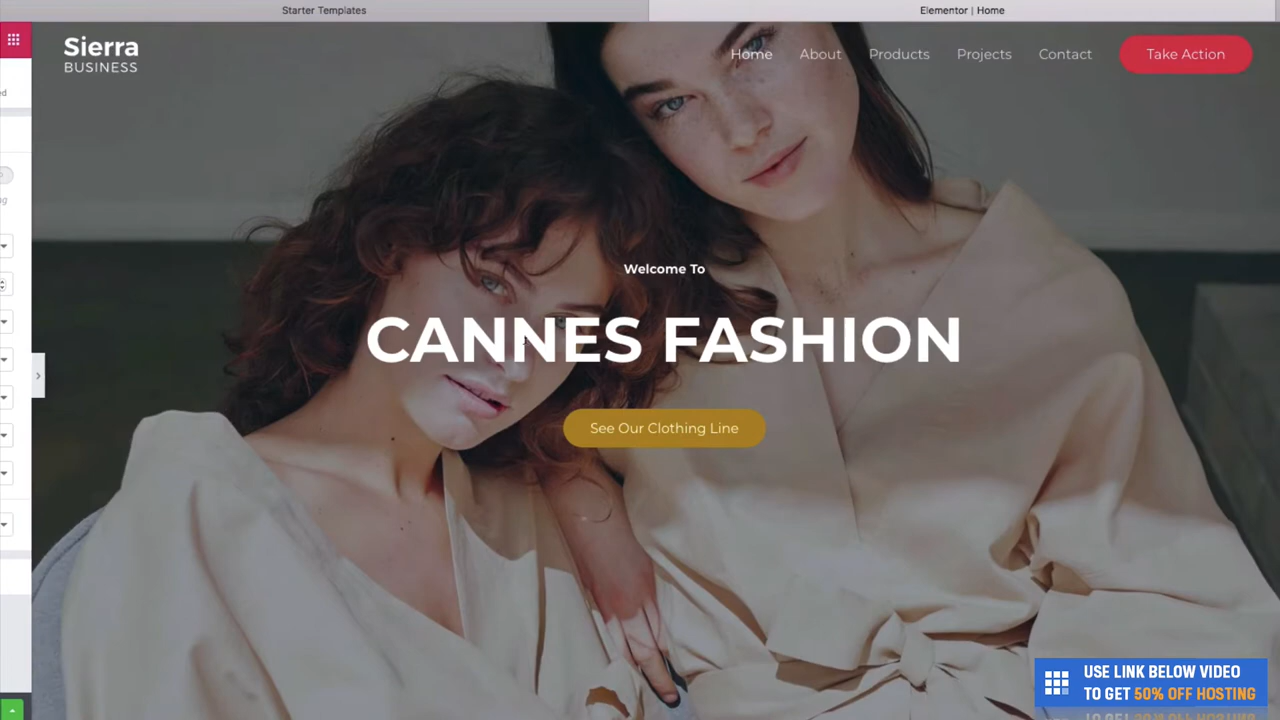 Starter Templates
Elementor | Home
Sierra
BUSINESS
Home
About
Products
Projects
Contact
Take Action
ed
Welcome To
CANNES FASHION
See Our Clothing Line
USE LINK BELOW VIDEO
TO GET 50% OFF HOSTING